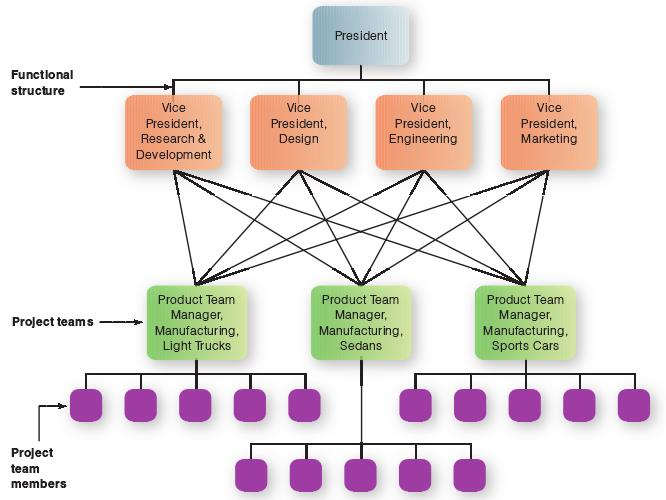 President
Functional
structure
Vice
President,
Research &
Development
Vice
President,
Design
Vice
President,
Engineering
Vice
President,
Marketing
Project teams
Product Team
Manager,
Manufacturing,
Light Trucks
Product Team
Manager,
Manufacturing,
Sedans
Product Team
Manager,
Manufacturing,
Sports Cars
Project
team
members